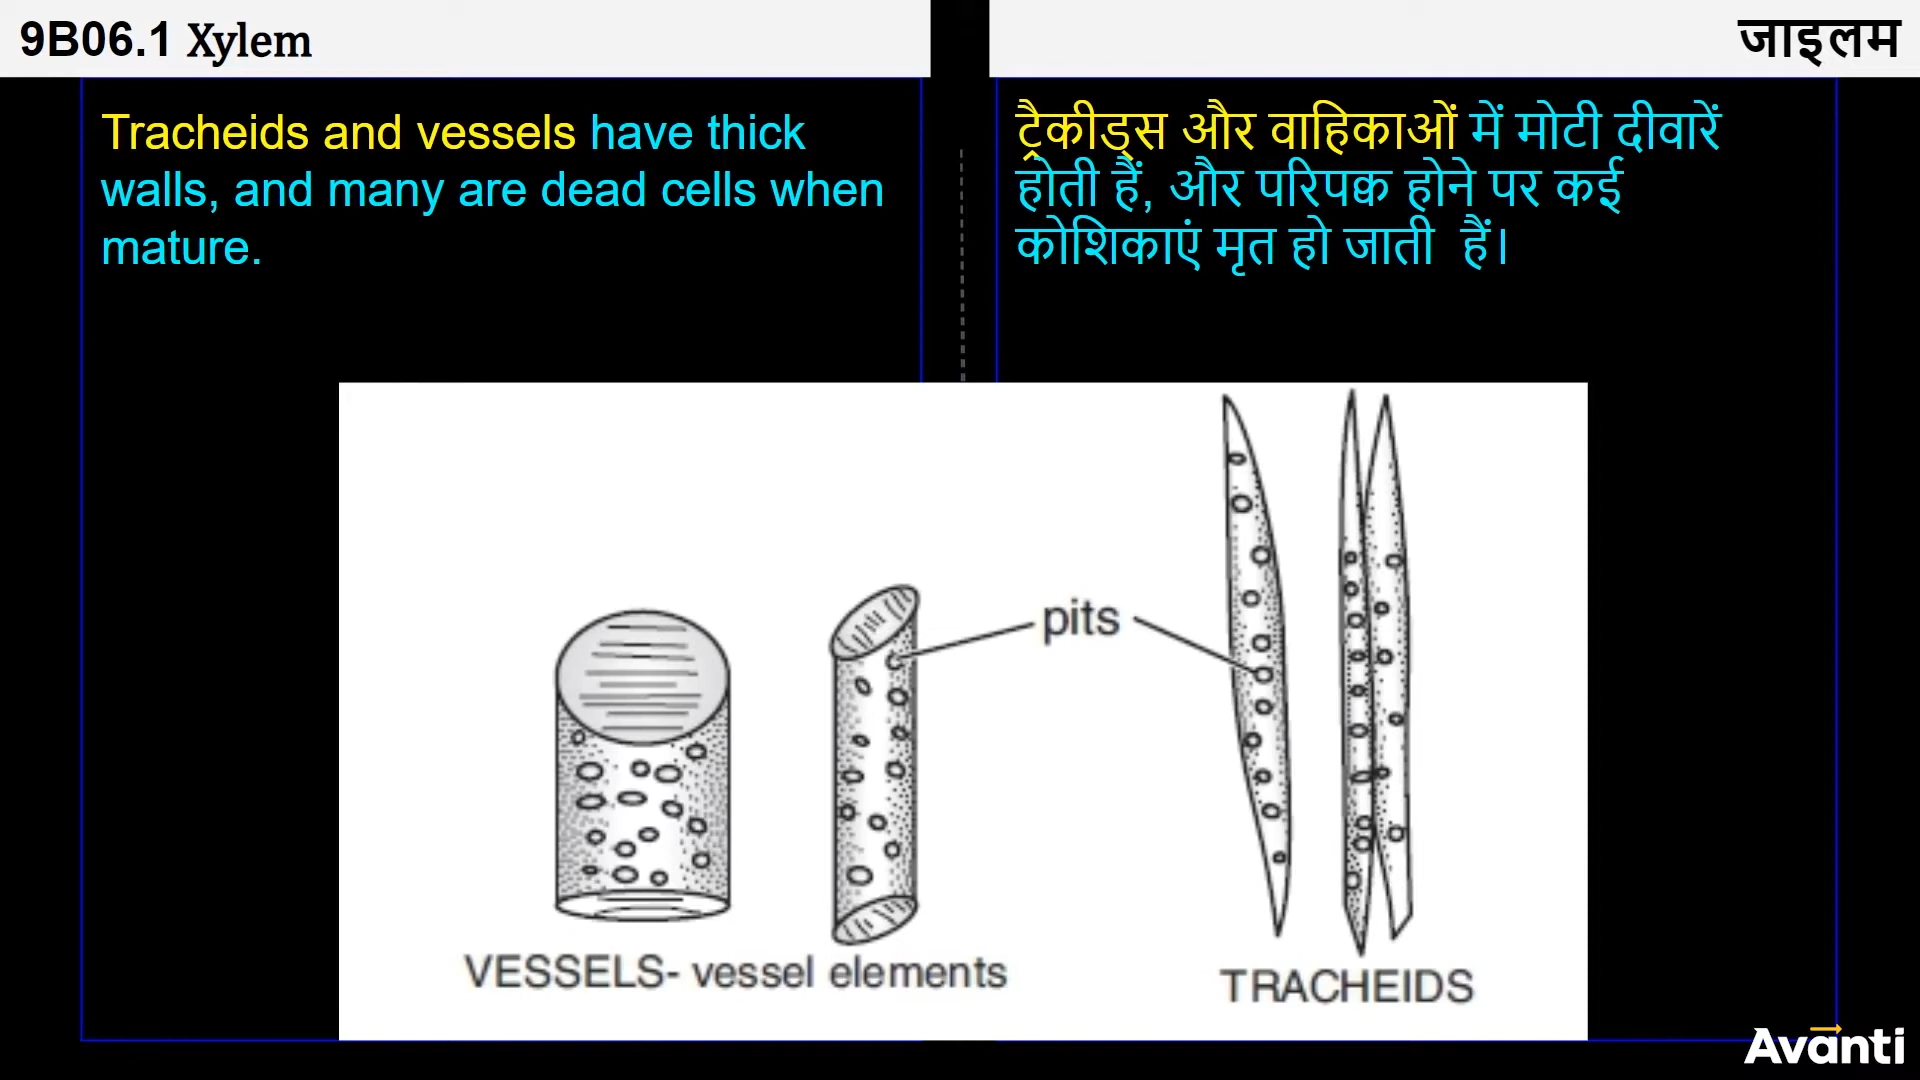 9B06.1 Xylem
जाइलम
Tracheids and vessels have thick
walls, and many are dead cells when
mature.
ट्रैकीड्स और वाहिकाओं में मोटी दीवारें
होती हैं, और परिपक्व होने पर कई
कोशिकाएं मृत हो जाती हैं।
pits
VESSELS- vessel elements
TRACHEIDS
Avanti